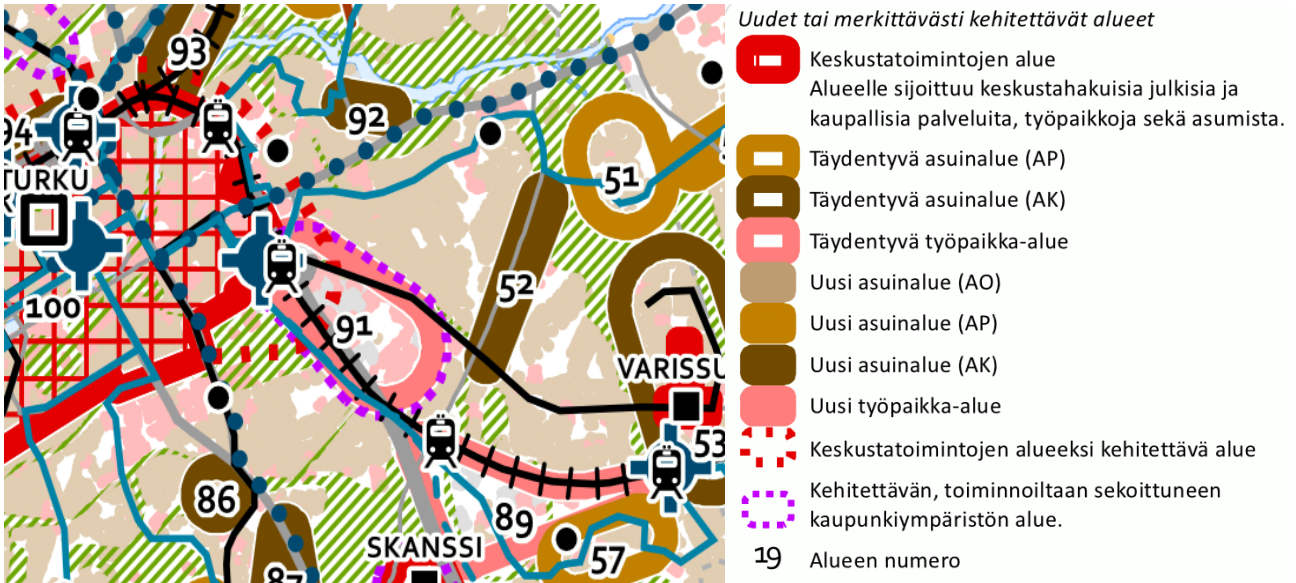 93
94
92
TURKU
100
51
52
91
VARISSU
53
86
89
SKANSSI
57
87
Uudet tai merkittävästi kehitettävät alueet
Keskustatoimintojen alue
Alueelle sijoittuu keskustahakuisia julkisia ja
kaupallisia palveluita, työpaikkoja sekä asumista.
Täydentyvä asuinalue (AP)
Täydentyvä asuinalue (AK)
Täydentyvä työpaikka-alue
Uusi asuinalue (AO)
Uusi asuinalue (AP)
Uusi asuinalue (AK)
Uusi työpaikka-alue
Keskustatoimintojen alueeksi kehitettävä alue
Kehitettävän, toiminnoiltaan sekoittuneen
kaupunkiympäristön alue.
19 Alueen numero